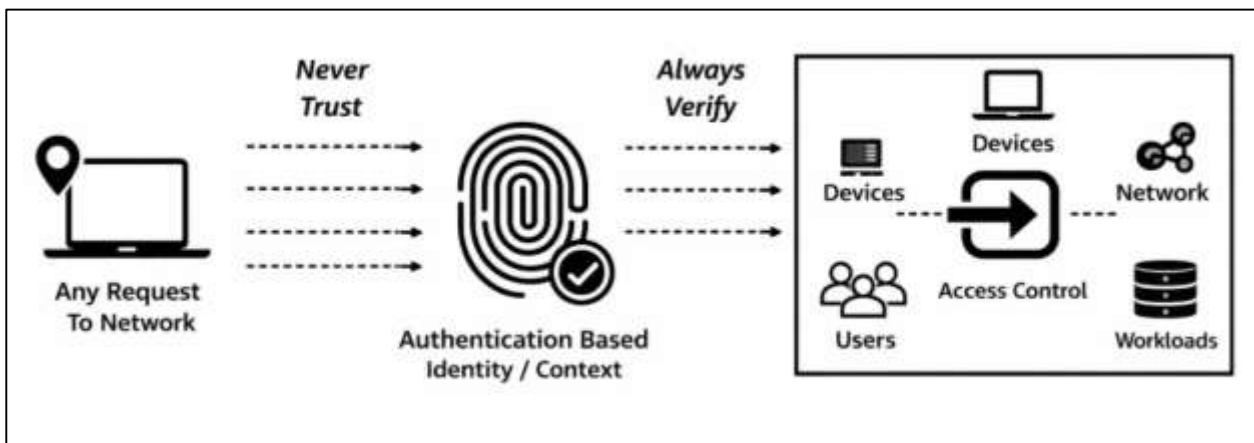 Never
Trust
Always
Verify
Any Request
To Network
Authentication Based
Identity / Context
Devices
Devices
Network
Users
Access Control
Workloads